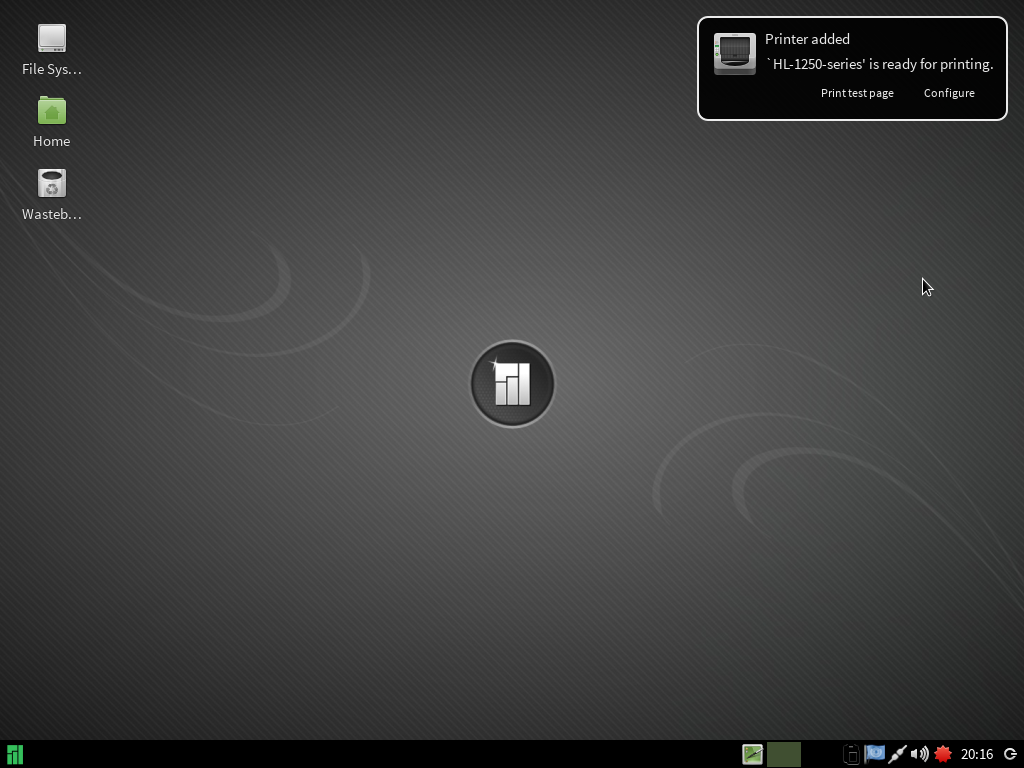 File Sys...
Home
Wasteb...
Printer added
`HL-1250-series' is ready for printing.
Print test page Configure
20:16